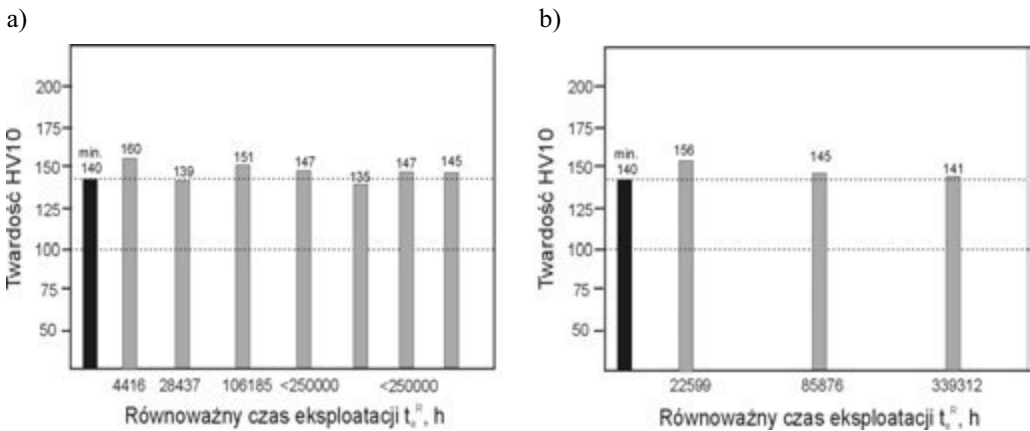 a)
Twardość HV10
200
175
150
125
100
75
50
min.
140
160
139
151
147
135
147
145
4416 28437 106185 <250000 <250000
Równoważny czas eksploatacji tₑᴿ, h
b)
Twardość HV10
200
175
150
125
100
75
50
min.
140
156
145
141
22599 85876 339312
Równoważny czas eksploatacji tₑᴿ, h